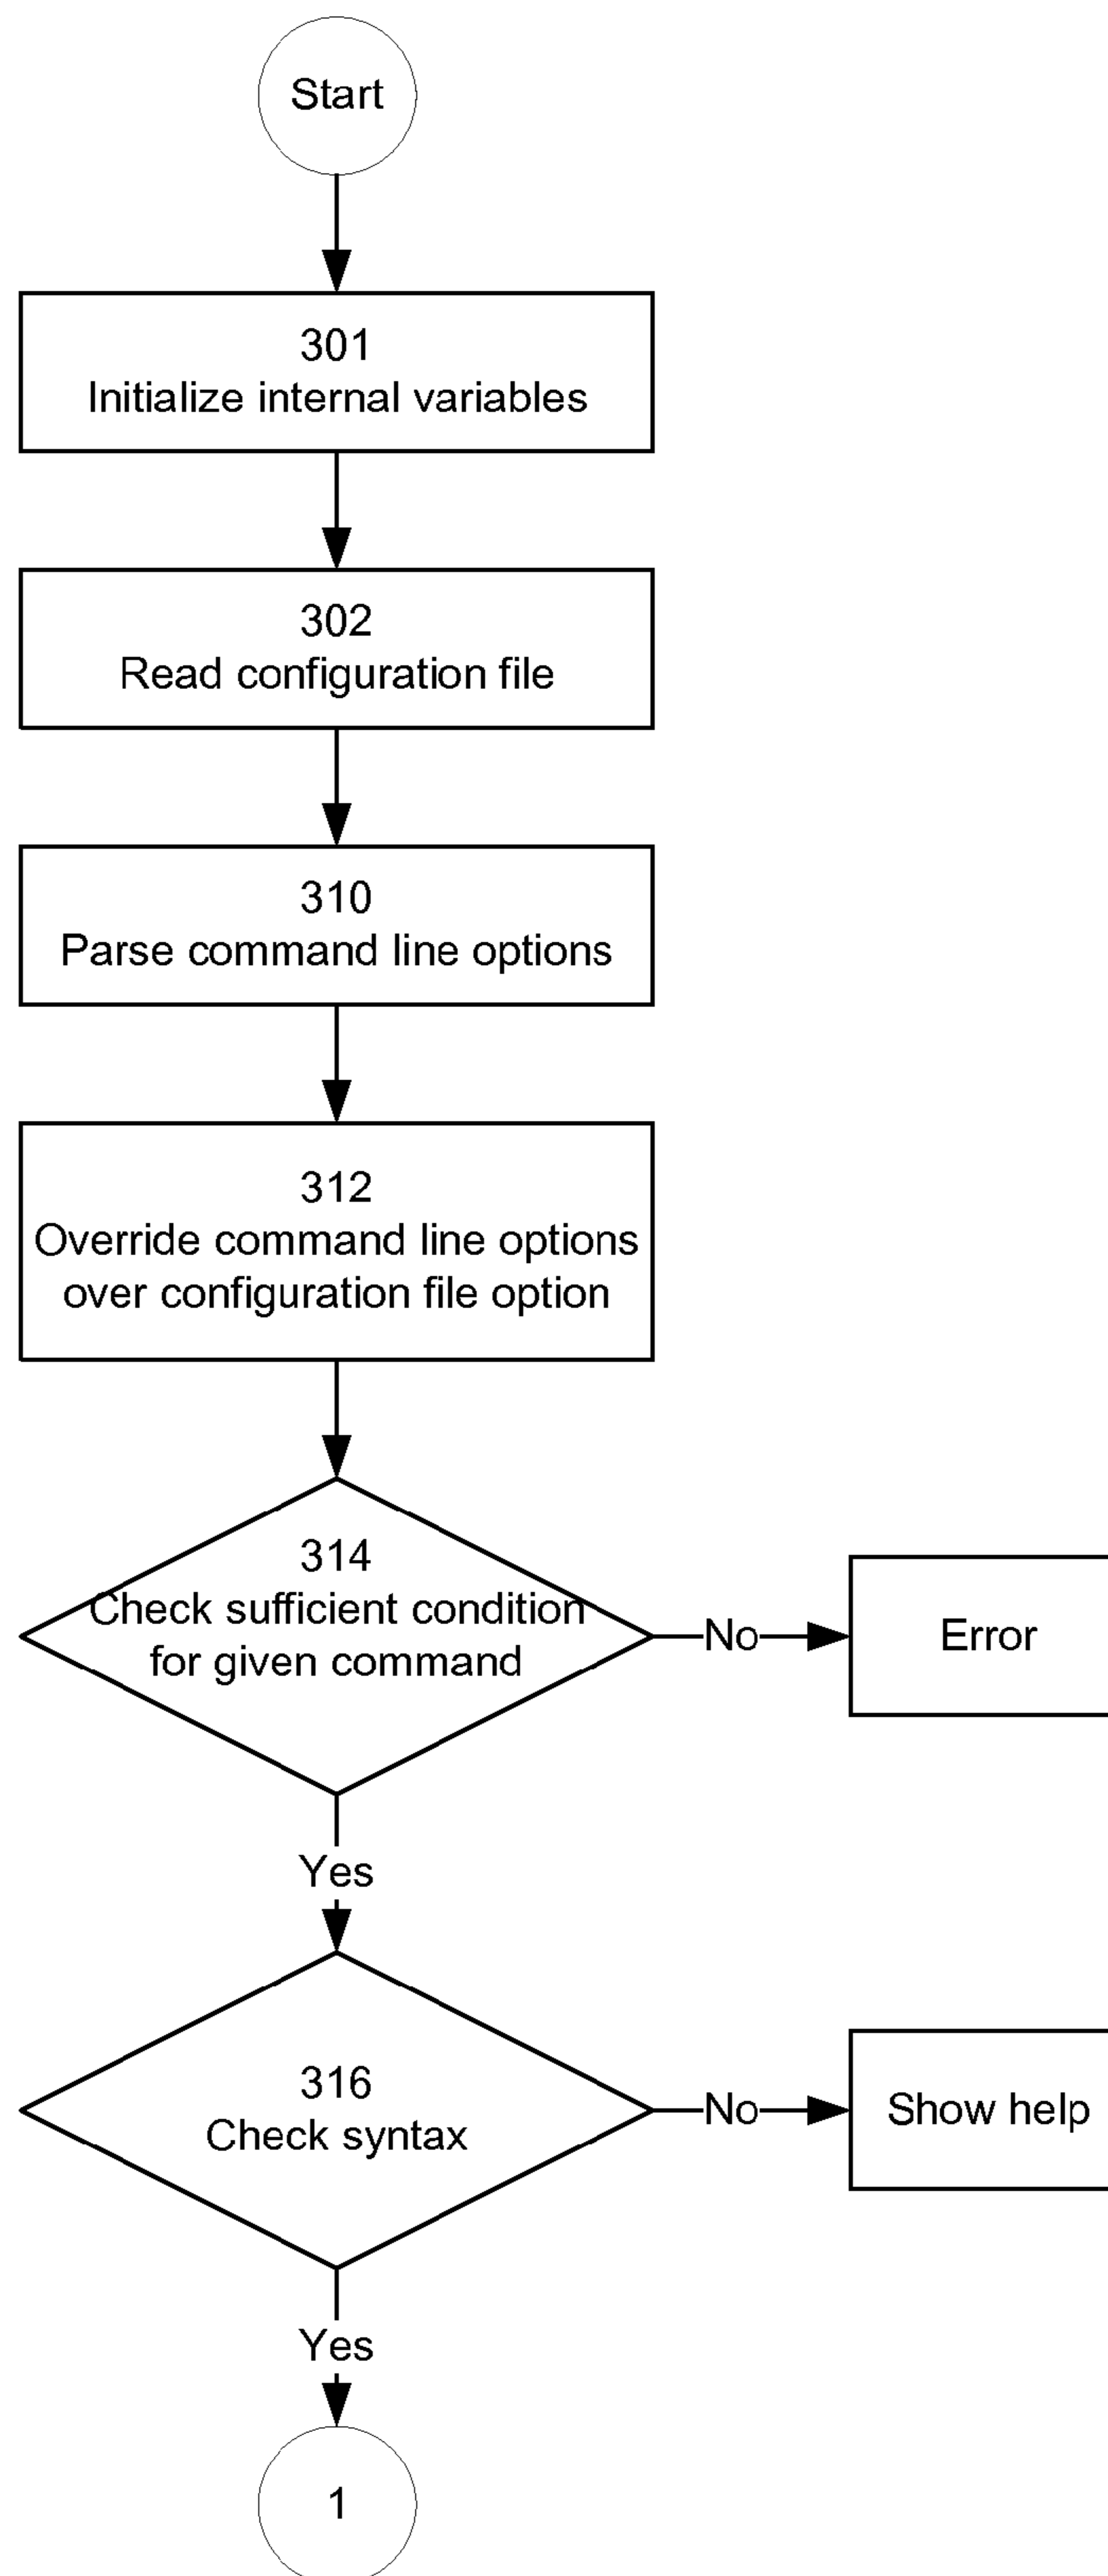 Start
301
Initialize internal variables
302
Read configuration file
310
Parse command line options
312
Override command line options
over configuration file option
314
Check sufficient condition
for given command
No
Error
Yes
316
Check syntax
No
Show help
Yes
1